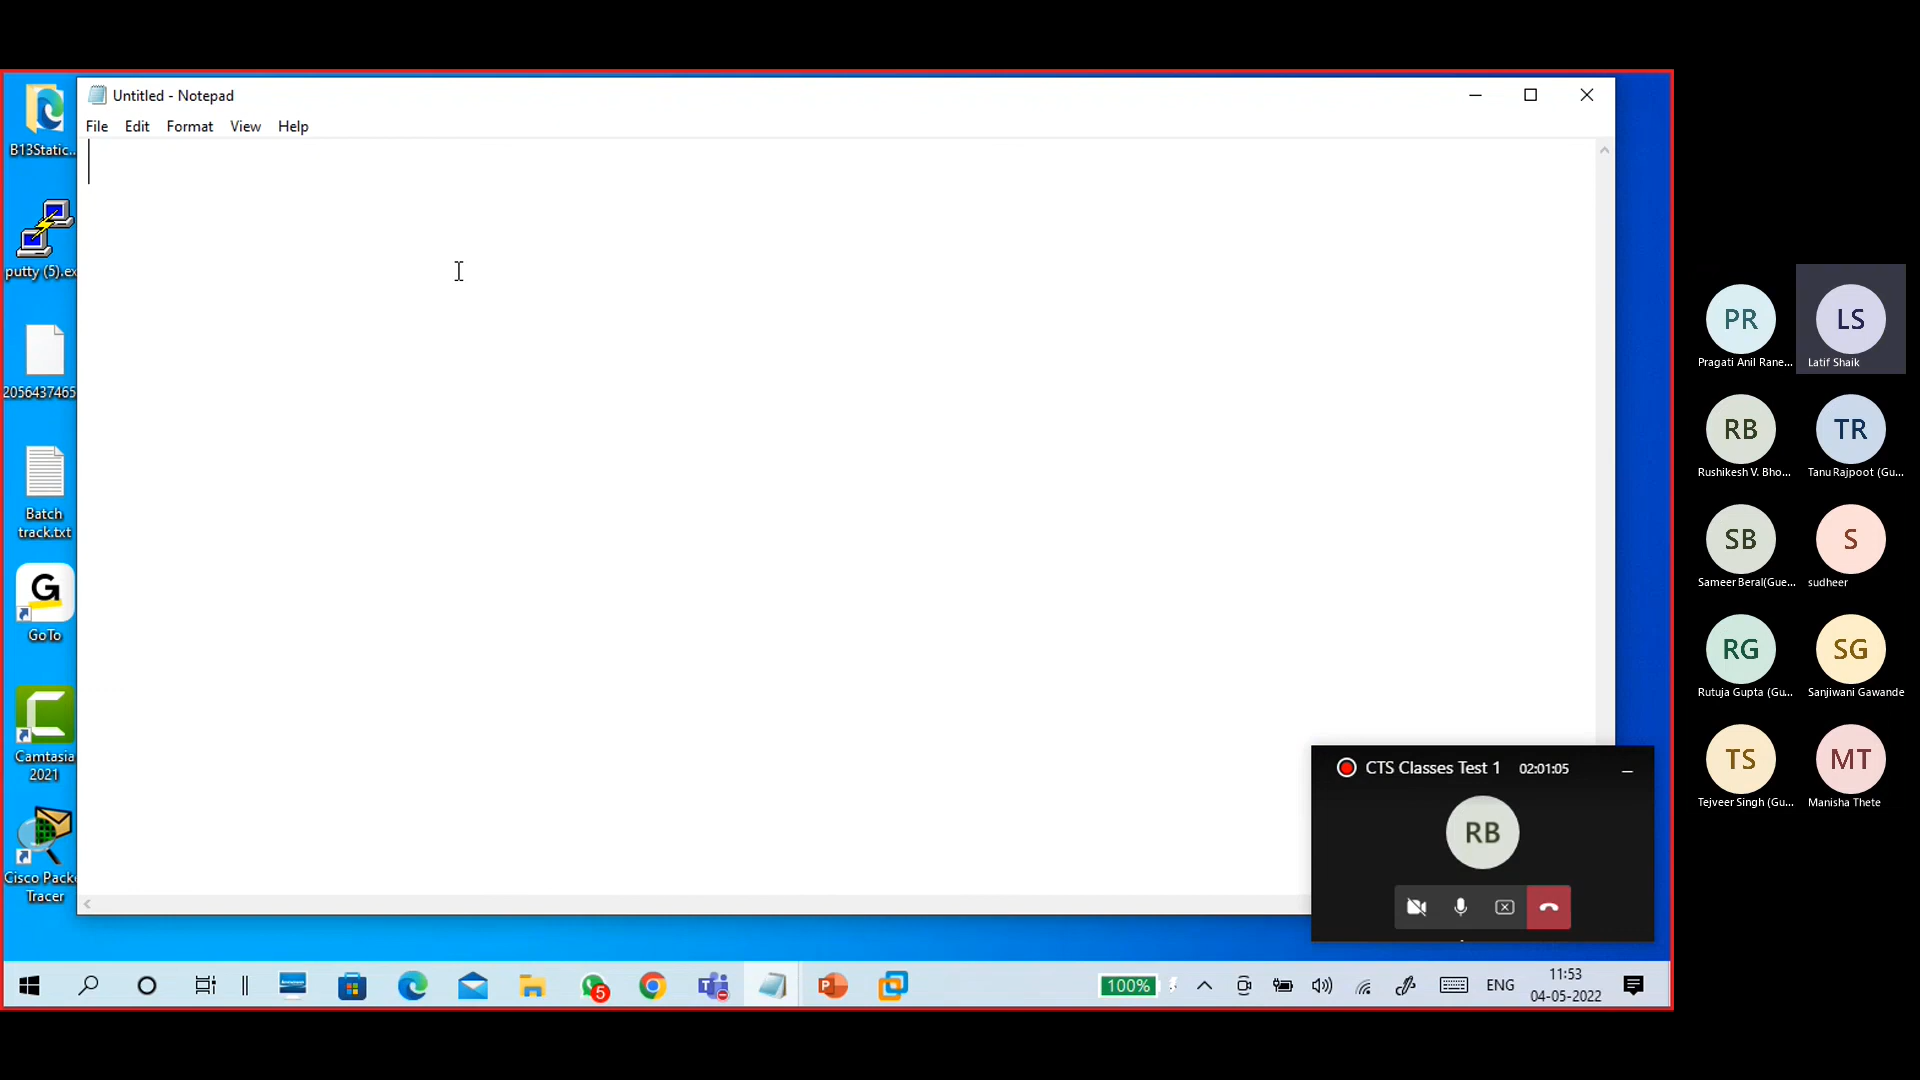 B13Static...
putty (5).ex
2056437465
Batch
track.txt
G
GoTo
Camtasia
2021
Cisco Pack
Tracer
Untitled - Notepad
File Edit Format View Help
CTS Classes Test 1 02:01:05
RB
5
100%
ENG
11:53
04-05-2022
PR
Pragati Anil Rane...
LS
Latif Shaik
RB
Rushikesh V. Bho...
TR
Tanu Rajpoot (Gu...
SB
Sameer Beral(Gue...
S
sudheer
RG
Rutuja Gupta (Gu...
SG
Sanjiwani Gawande
TS
Tejveer Singh (Gu...
MT
Manisha Thete